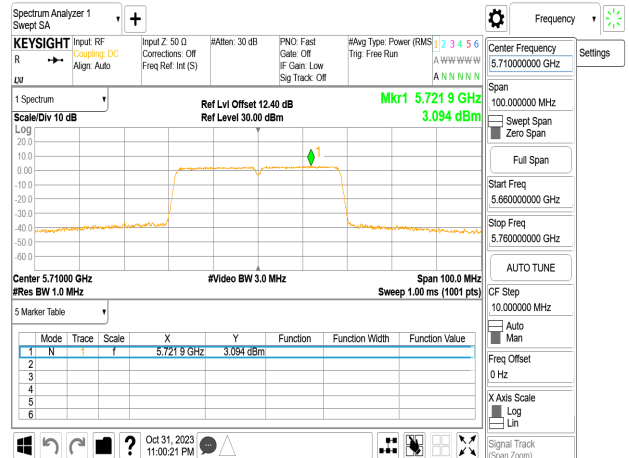 Spectrum Analyzer 1
Swept SA
Frequency
Settings
KEYSIGHT
R
Input: RF
Coupling: DC
Align: Auto
Input Z: 50 Ω
Corrections: Off
Freq Ref: Int (S)
#Atten: 30 dB
PNO: Fast
Gate: Off
IF Gain: Low
Sig Track: Off
#Avg Type: Power (RMS
Trig: Free Run
1 2 3 4 5 6
A W W W W W
A N N N N N
1 Spectrum
Scale/Div 10 dB
Log
Ref Lvl Offset 12.40 dB
Ref Level 30.00 dBm
Mkr1 5.721 9 GHz
3.094 dBm
20.0
10.0
0.00
-10.0
-20.0
-30.0
-40.0
-50.0
-60.0
1
Center 5.71000 GHz
#Res BW 1.0 MHz
#Video BW 3.0 MHz
Span 100.0 MHz
Sweep 1.00 ms (1001 pts)
5 Marker Table
Mode Trace Scale X Y Function Function Width Function Value
1 N 1 f 5.721 9 GHz 3.094 dBm
2
3
4
5
6
Oct 31, 2023
11:00:21 PM
Center Frequency
5.710000000 GHz
Span
100.000000 MHz
Swept Span
Zero Span
Full Span
Start Freq
5.660000000 GHz
Stop Freq
5.760000000 GHz
AUTO TUNE
CF Step
10.000000 MHz
Auto
Man
Freq Offset
0 Hz
X Axis Scale
Log
Lin
Signal Track
(Span Zoom)